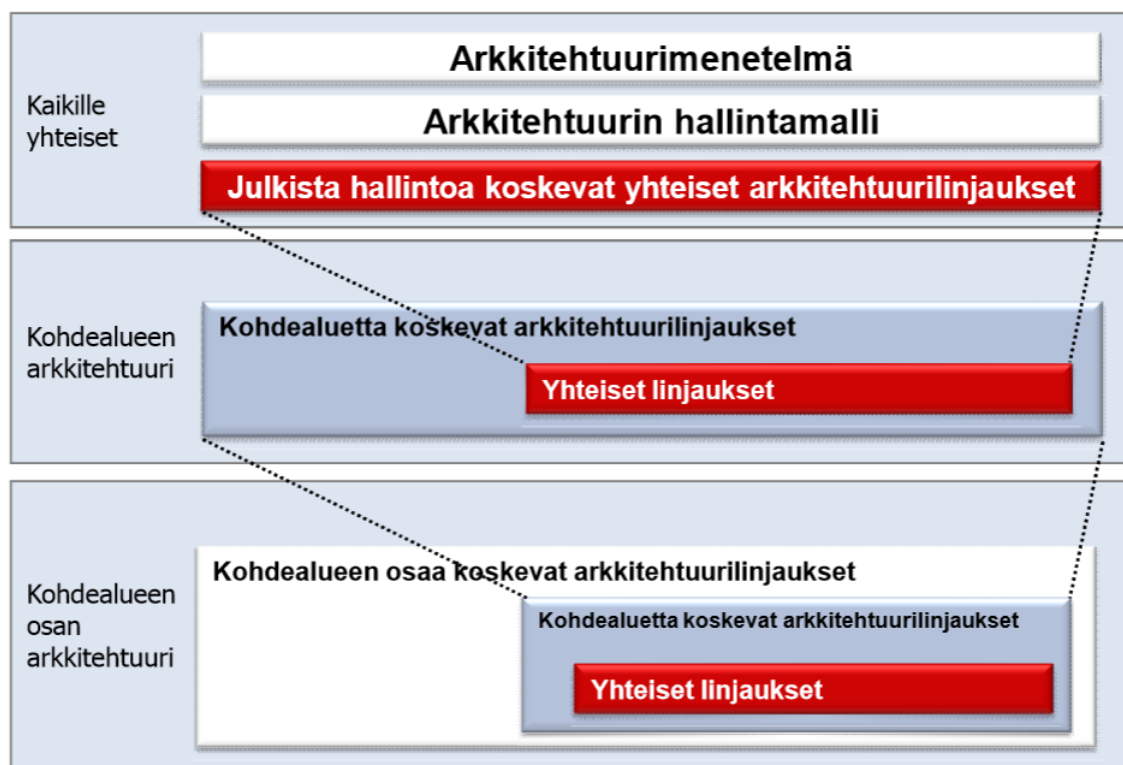 Kaikille
yhteiset
Arkkitehtuurimenetelmä
Arkkitehtuurin hallintamalli
Julkista hallintoa koskevat yhteiset arkkitehtuurilinjaukset
Kohdealueen
arkkitehtuuri
Kohdealuetta koskevat arkkitehtuurilinjaukset
Yhteiset linjaukset
Kohdealueen
osan
arkkitehtuuri
Kohdealueen osaa koskevat arkkitehtuurilinjaukset
Kohdealuetta koskevat arkkitehtuurilinjaukset
Yhteiset linjaukset